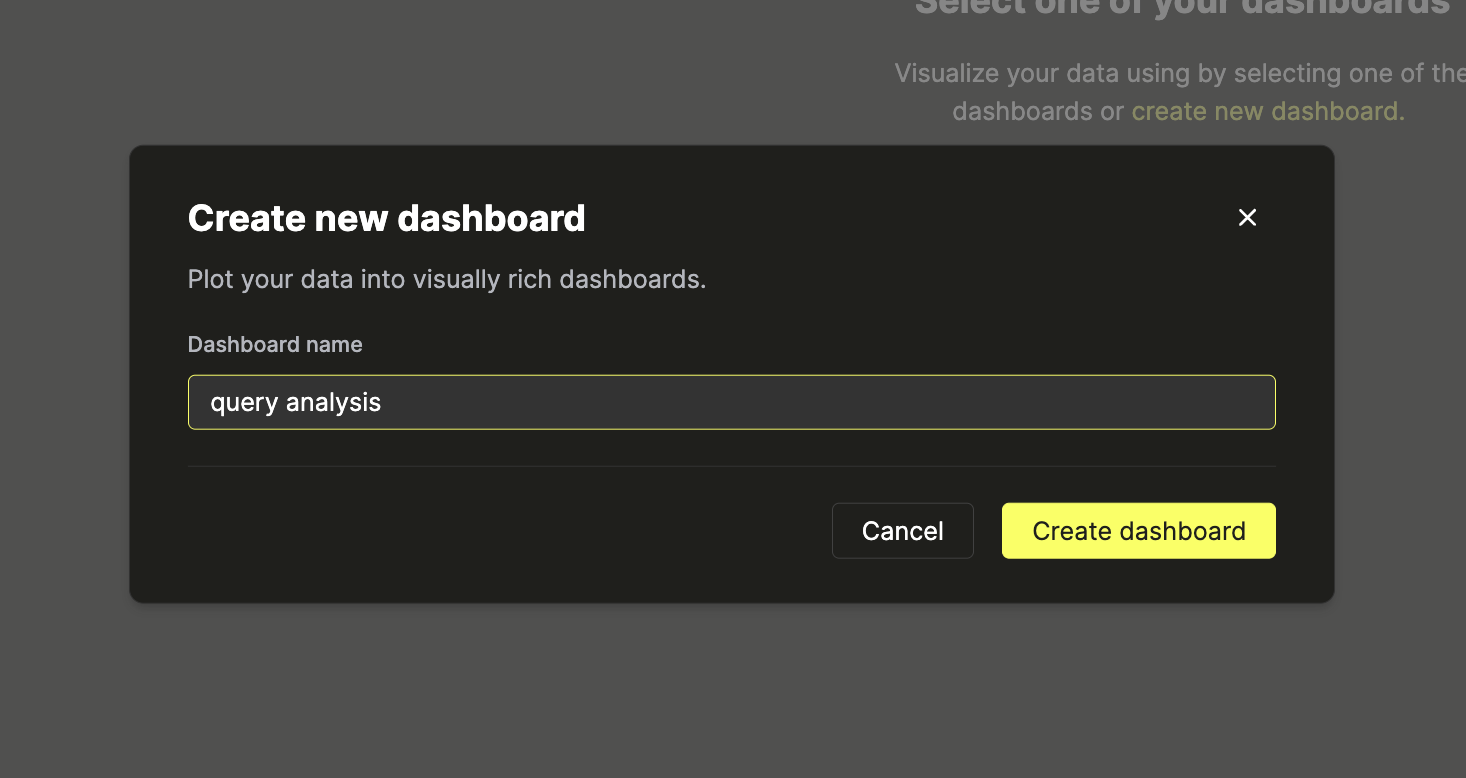 Select one of your dashboards
Visualize your data using by selecting one of the
dashboards or create new dashboard.
Create new dashboard
Plot your data into visually rich dashboards.
Dashboard name
query analysis
Cancel
Create dashboard